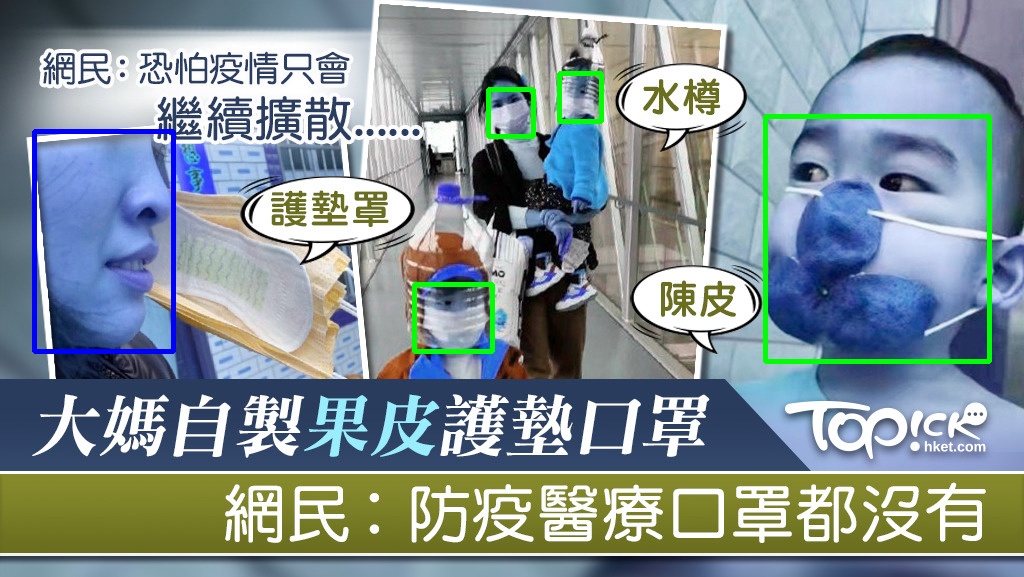 網民：恐怕疫情只會
繼續擴散......
水樽
護墊罩
陳皮
大媽自製果皮護墊口罩
TOPICK
hket.com
網民：防疫醫療口罩都沒有